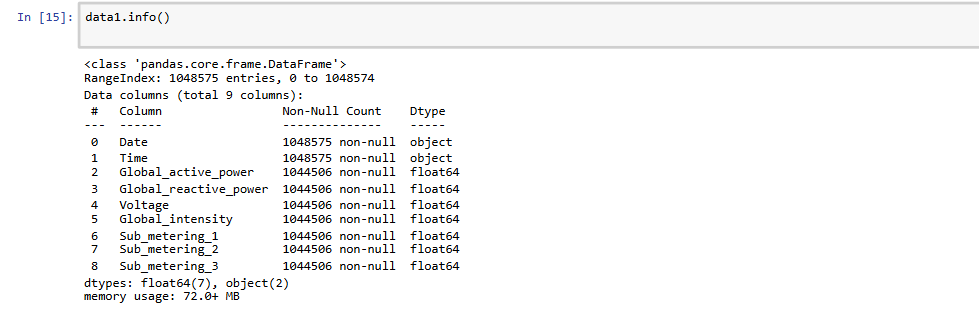 In [15]: data1.info()
<class 'pandas.core.frame.DataFrame'>
RangeIndex: 1048575 entries, 0 to 1048574
Data columns (total 9 columns):
 #   Column                 Non-Null Count    Dtype
---  ------                 --------------    -----
 0   Date                   1048575 non-null  object
 1   Time                   1048575 non-null  object
 2   Global_active_power    1044506 non-null  float64
 3   Global_reactive_power  1044506 non-null  float64
 4   Voltage                1044506 non-null  float64
 5   Global_intensity       1044506 non-null  float64
 6   Sub_metering_1         1044506 non-null  float64
 7   Sub_metering_2         1044506 non-null  float64
 8   Sub_metering_3         1044506 non-null  float64
dtypes: float64(7), object(2)
memory usage: 72.0+ MB